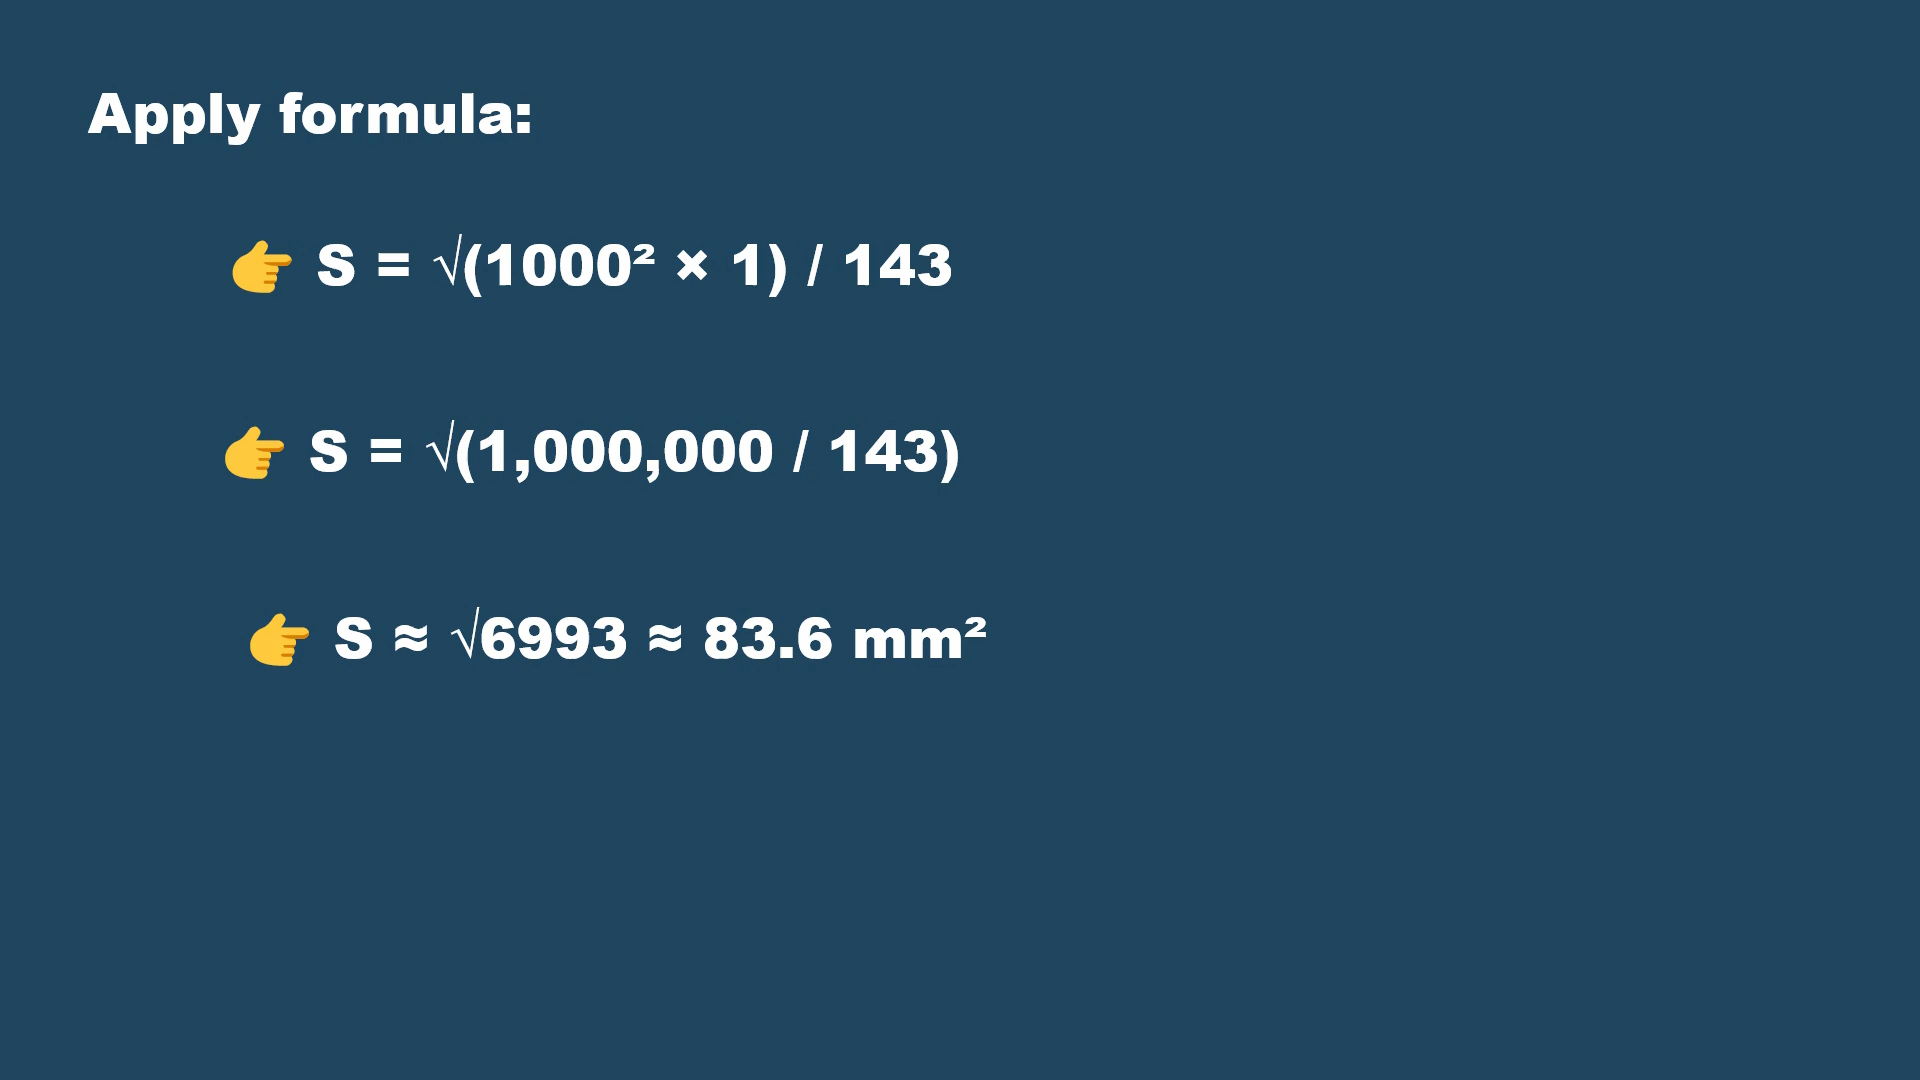 Apply formula:
👉 S = √(1000² × 1) / 143
👉 S = √(1,000,000 / 143)
👉 S ≈ √6993 ≈ 83.6 mm²